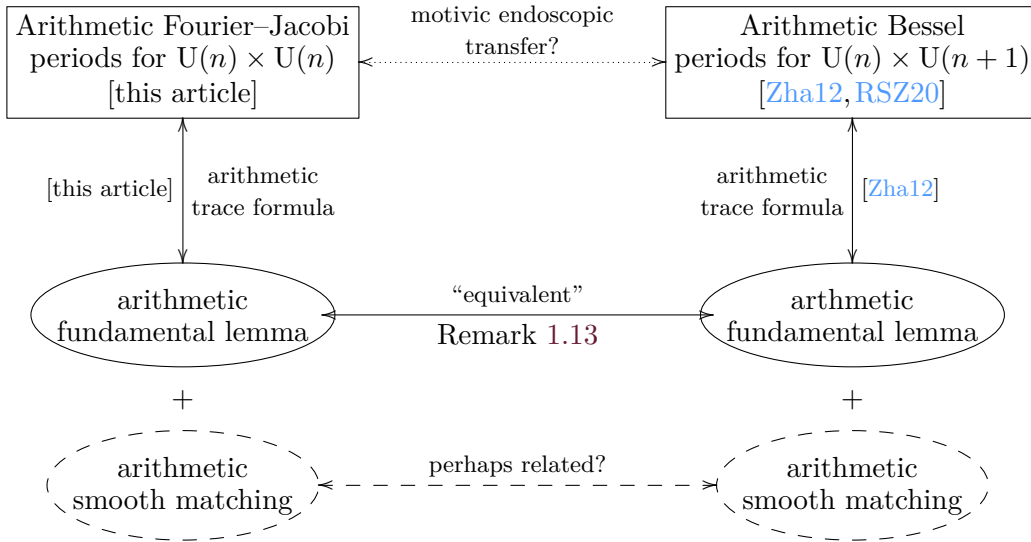 Arithmetic Fourier–Jacobi
periods for U(n) × U(n)
[this article]
motivic endoscopic
transfer?
Arithmetic Bessel
periods for U(n) × U(n + 1)
[Zha12, RSZ20]
[this article]
arithmetic
trace formula
arithmetic
trace formula
[Zha12]
arithmetic
fundamental lemma
“equivalent”
Remark 1.13
arthmetic
fundamental lemma
+
+
arithmetic
smooth matching
perhaps related?
arithmetic
smooth matching